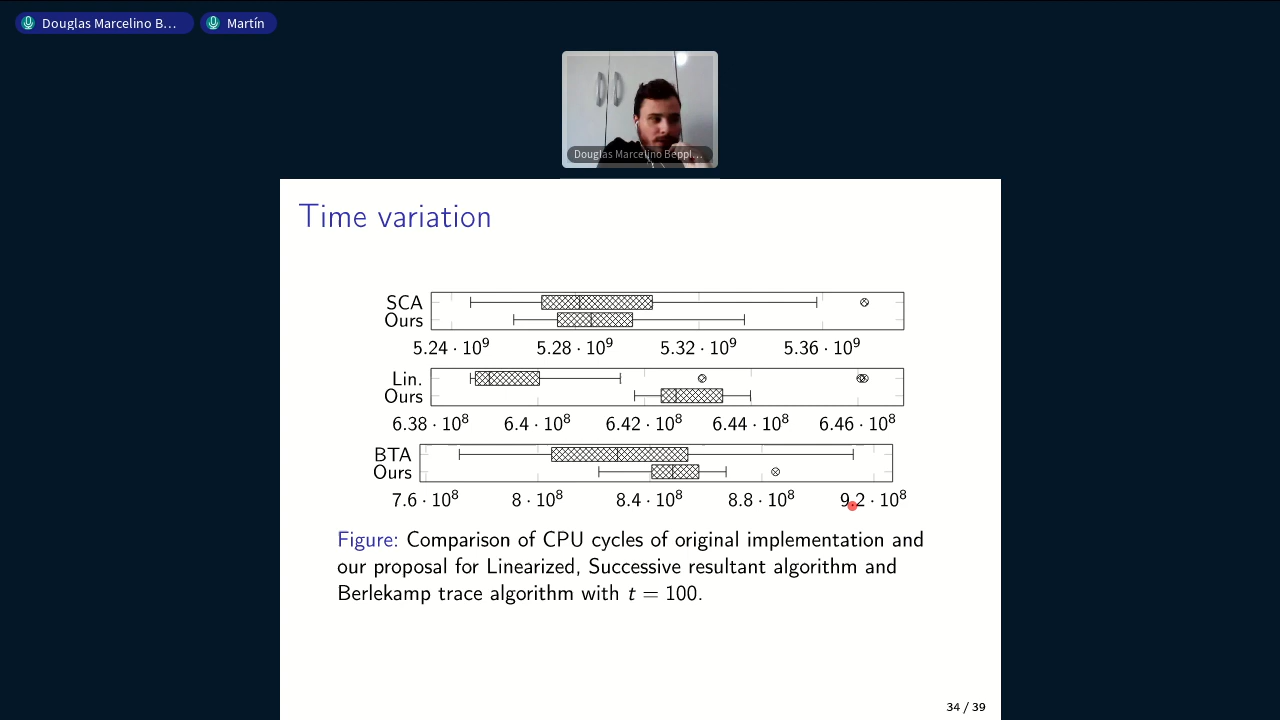 Douglas Marcelino B...
Martín
Douglas Marcelino Beppl...
Time variation
SCA
Ours
5.24 · 10⁹ 5.28 · 10⁹ 5.32 · 10⁹ 5.36 · 10⁹
Lin.
Ours
6.38 · 10⁸ 6.4 · 10⁸ 6.42 · 10⁸ 6.44 · 10⁸ 6.46 · 10⁸
BTA
Ours
7.6 · 10⁸ 8 · 10⁸ 8.4 · 10⁸ 8.8 · 10⁸ 9.2 · 10⁸
Figure: Comparison of CPU cycles of original implementation and
our proposal for Linearized, Successive resultant algorithm and
Berlekamp trace algorithm with t = 100.
34 / 39